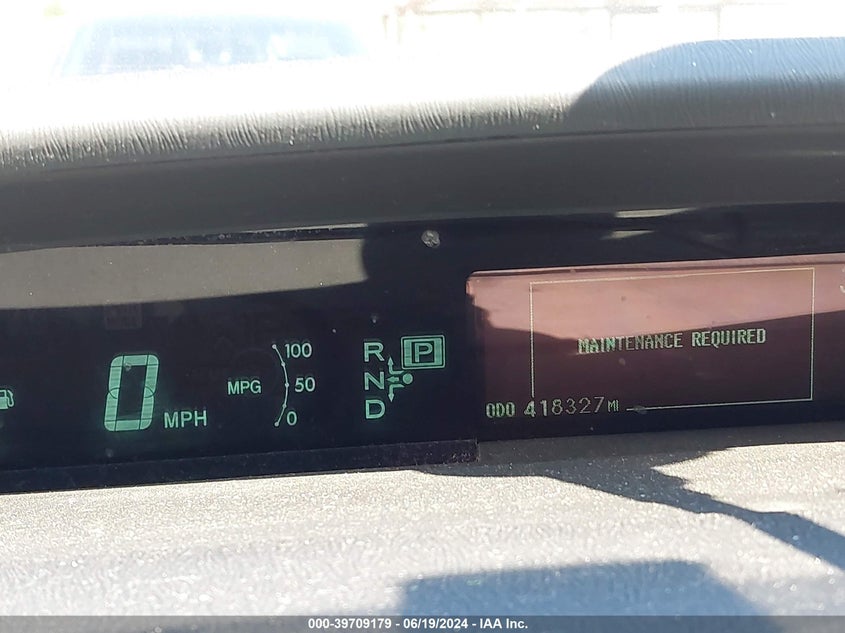 MAINTENANCE REQUIRED
100
R P
MPG 50
N
0 MPH
0
D
ODO 418327 MI
000-39709179 - 06/19/2024 - IAA Inc.